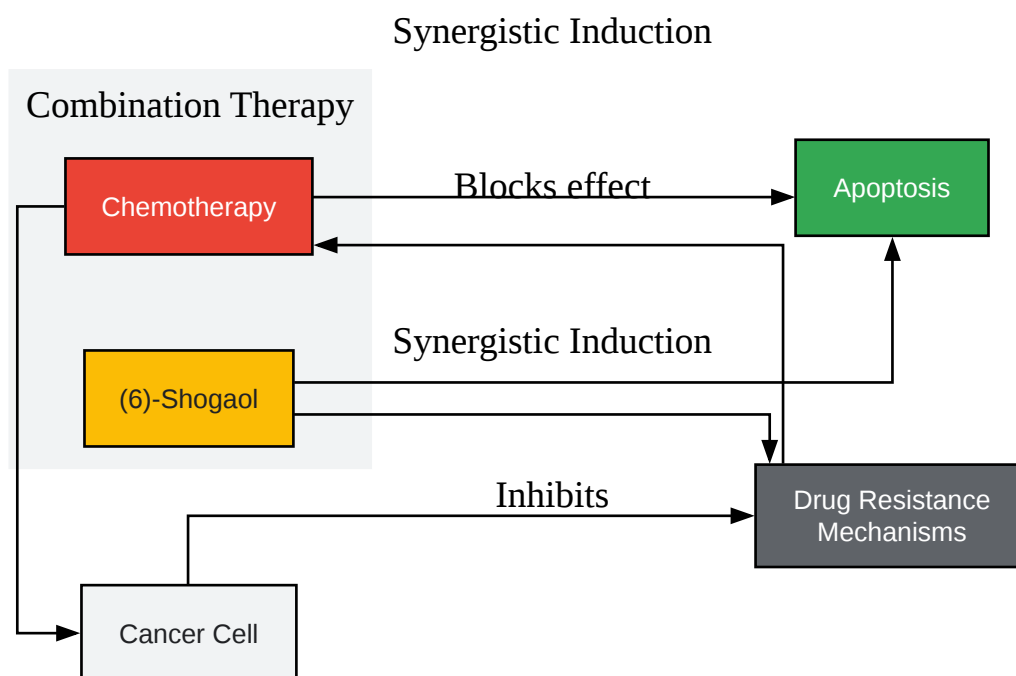 Synergistic Induction
Combination Therapy
Chemotherapy
Blocks effect
Apoptosis
Synergistic Induction
(6)-Shogaol
Inhibits
Drug Resistance
Mechanisms
Cancer Cell